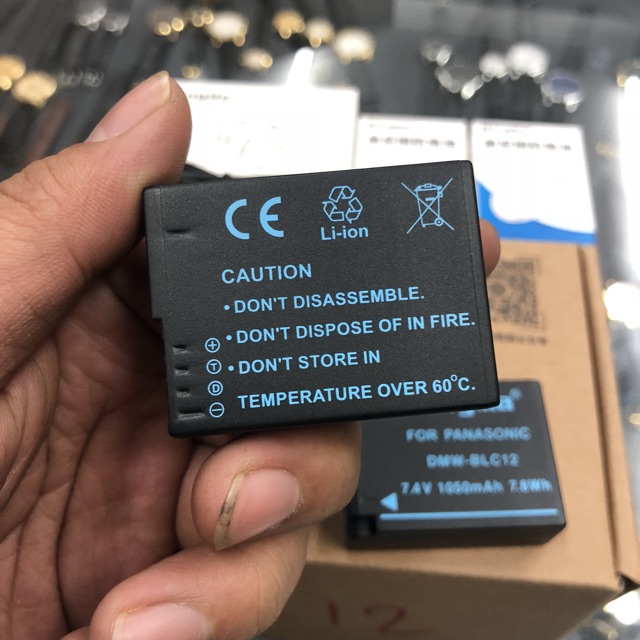 CE
Li-ion
CAUTION
• DON'T DISASSEMBLE.
• DON'T DISPOSE OF IN FIRE.
• DON'T STORE IN
TEMPERATURE OVER 60°C.
+
T
D
−
FOR PANASONIC
DMW-BLC12
7.4V 1050mAh 7.8Wh
12